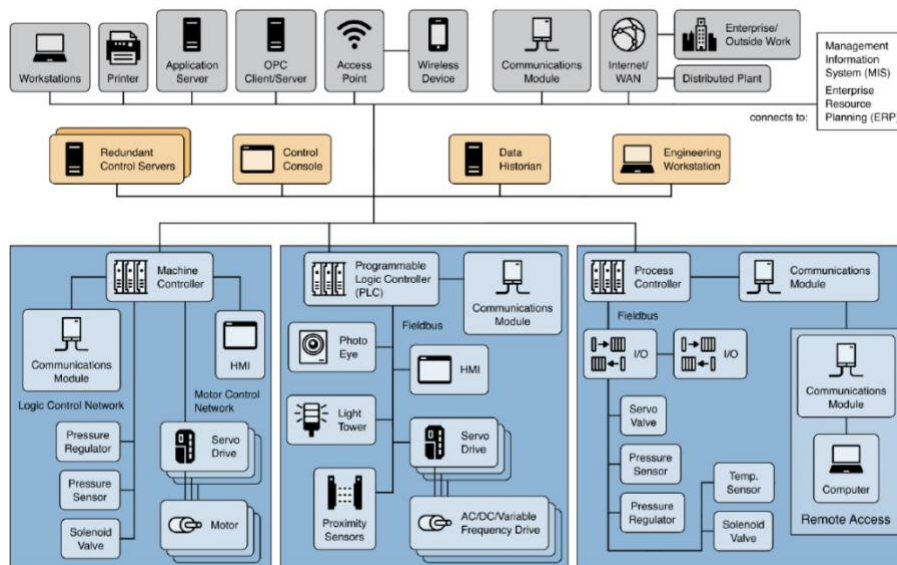 Workstations
Printer
Application
Server
OPC
Client/Server
Access
Point
Wireless
Device
Communications
Module
Internet/
WAN
Enterprise/
Outside Work
Distributed Plant
Management
Information
System (MIS)
Enterprise
Resource
Planning (ERP)
connects to:
Redundant
Control Servers
Control
Console
Data
Historian
Engineering
Workstation
Machine
Controller
Communications
Module
HMI
Logic Control Network
Motor Control
Network
Pressure
Regulator
Pressure
Sensor
Solenoid
Valve
Servo
Drive
Motor
Programmable
Logic Controller
(PLC)
Communications
Module
Fieldbus
Photo
Eye
HMI
Light
Tower
Servo
Drive
Proximity
Sensors
AC/DC/Variable
Frequency Drive
Process
Controller
Communications
Module
Fieldbus
I/O
I/O
Servo
Valve
Pressure
Sensor
Pressure
Regulator
Temp.
Sensor
Solenoid
Valve
Communications
Module
Computer
Remote Access